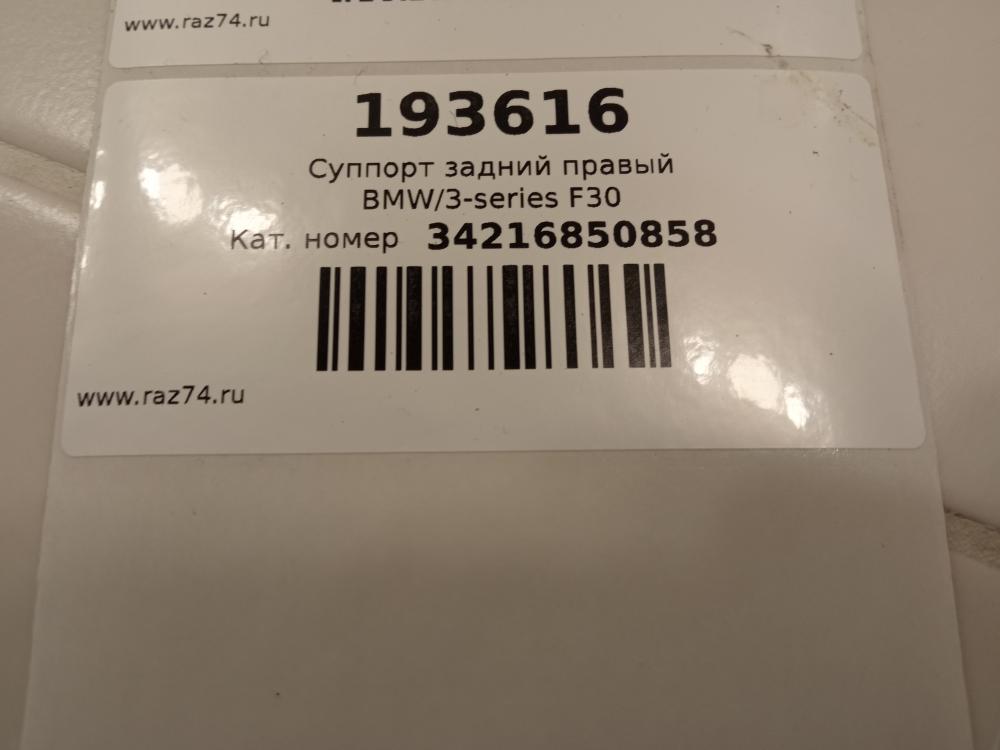 www.raz74.ru
193616
Суппорт задний правый
BMW/3-series F30
Кат. номер 34216850858
www.raz74.ru